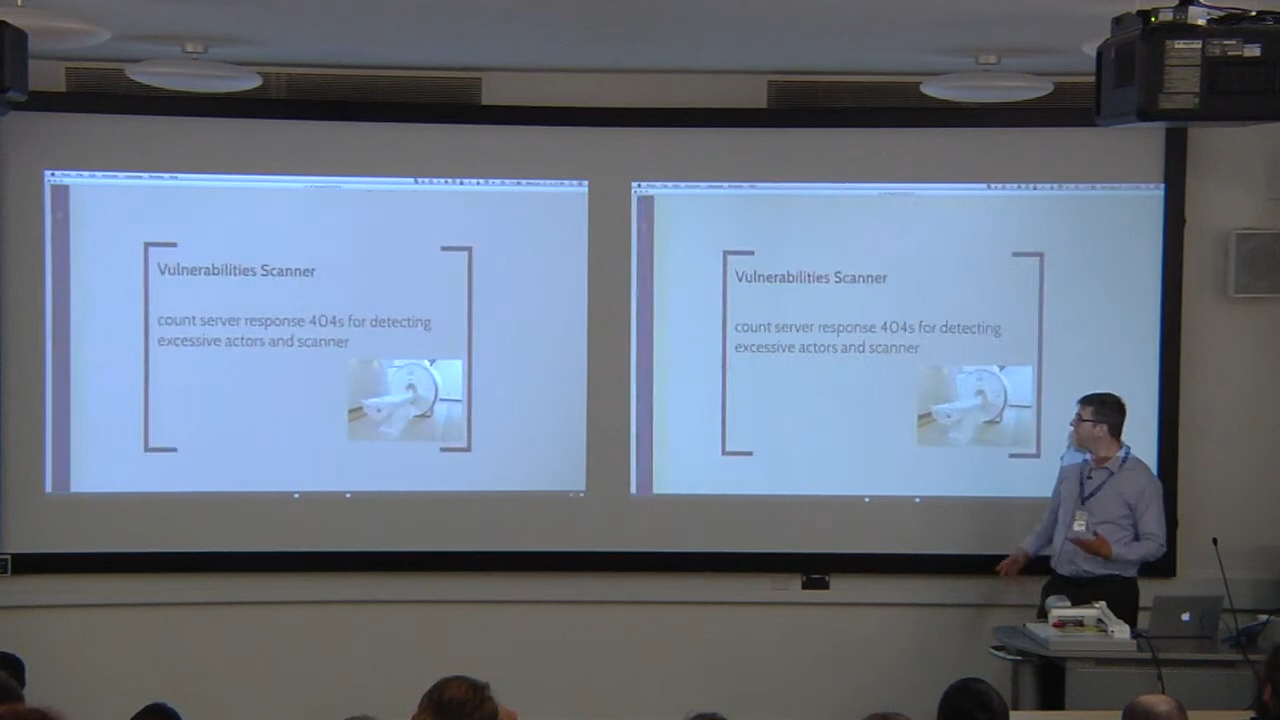 Vulnerabilities Scanner
count server response 404s for detecting
excessive actors and scanner
Vulnerabilities Scanner
count server response 404s for detecting
excessive actors and scanner